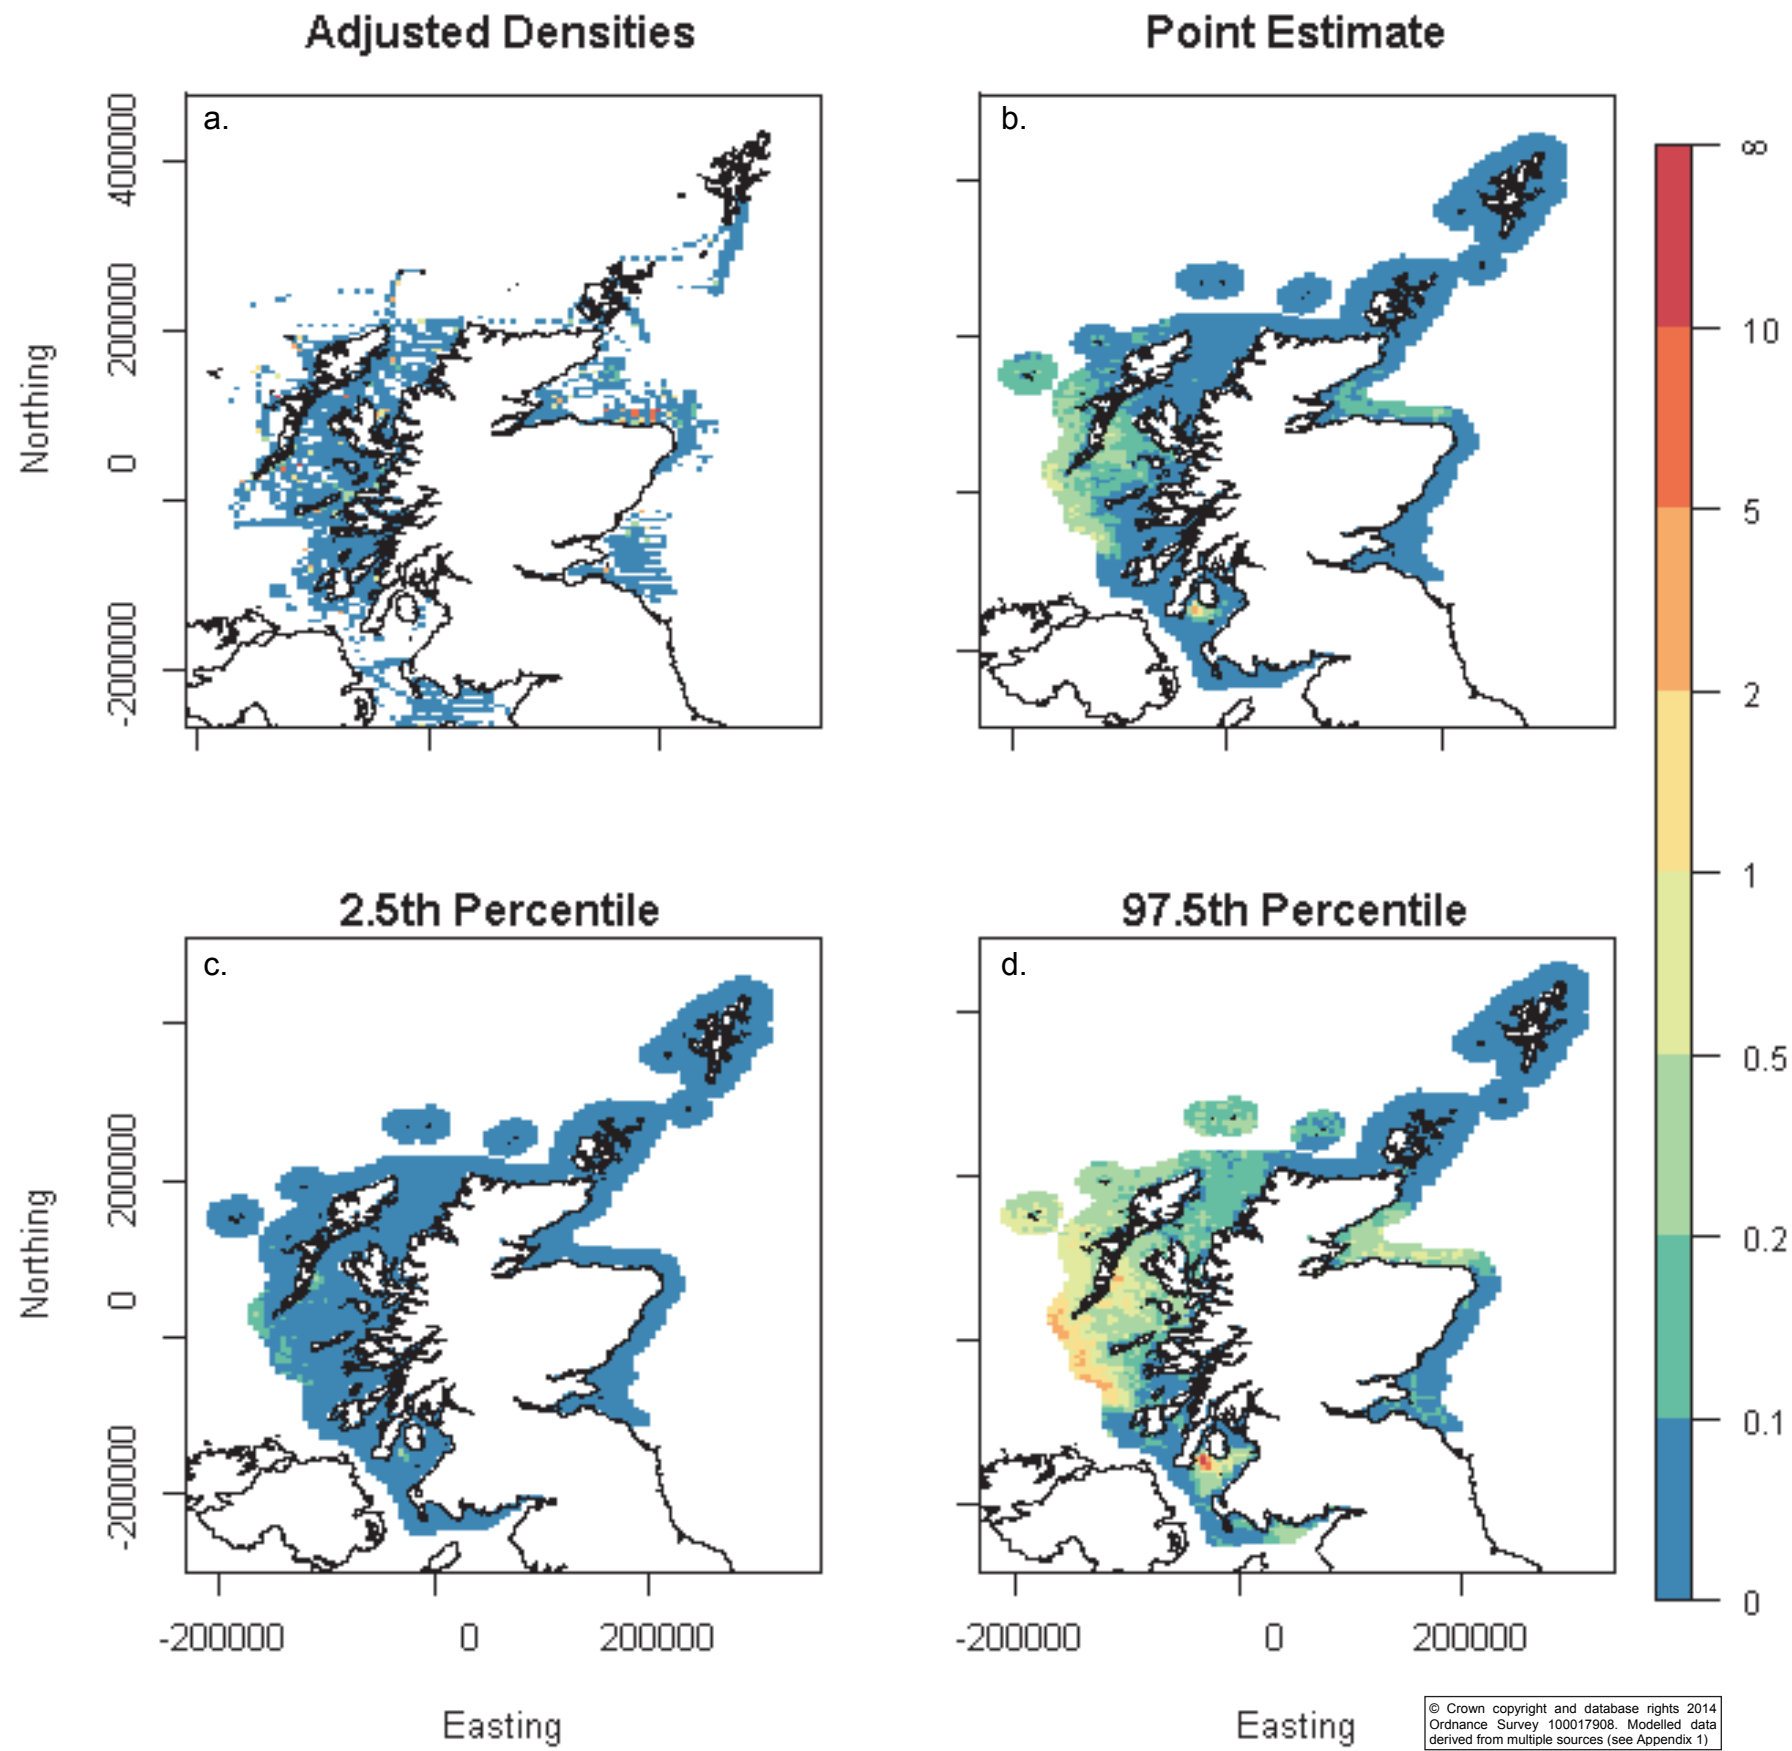 Adjusted Densities
Point Estimate
a.
b.
400000
200000
0
-200000
Northing
2.5th Percentile
97.5th Percentile
c.
d.
200000
0
-200000
Northing
-200000 0 200000
-200000 0 200000
Easting
Easting
∞
10
5
2
1
0.5
0.2
0.1
0
© Crown copyright and database rights 2014
Ordnance Survey 100017908. Modelled data
derived from multiple sources (see Appendix 1)